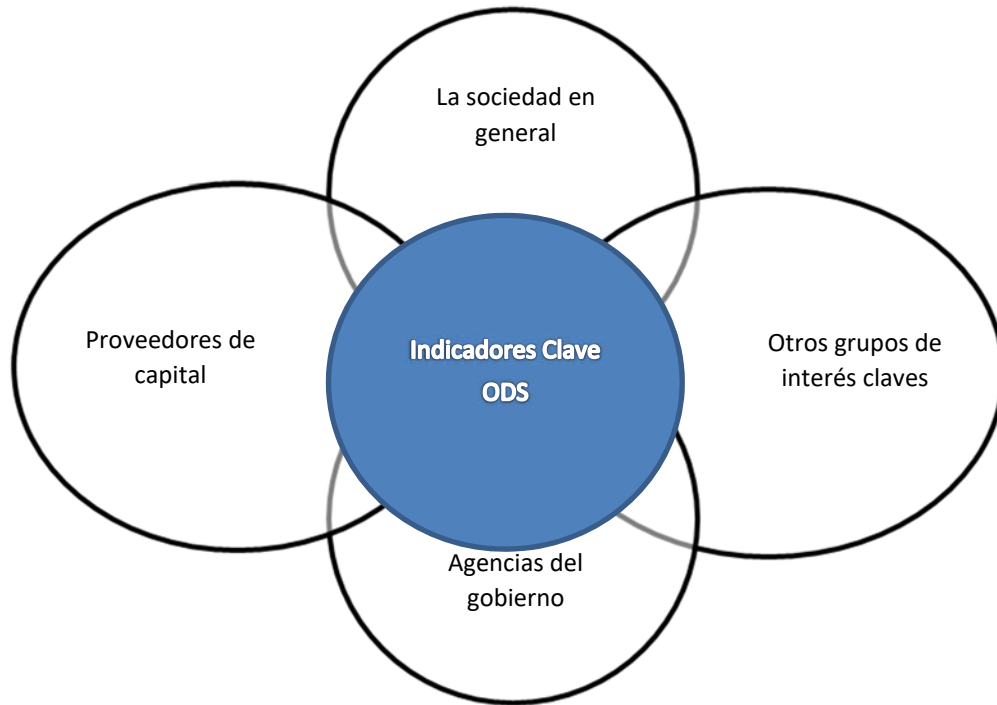 La sociedad en
general
Proveedores de
capital
Indicadores Clave
ODS
Otros grupos de
interés claves
Agencias del
gobierno